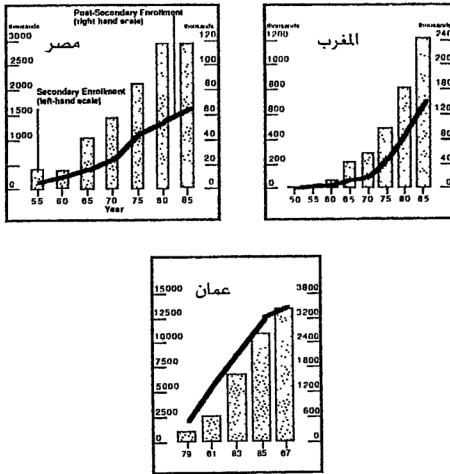 Post-Secondary Enrollment
(right hand scale)
thousands
thousands
مصر
3000
2500
2000
1500
1000
500
0
Secondary Enrollment
(left-hand scale)
120
100
80
60
40
20
0
55 60 65 70 75 80 85
Year
thousands
thousands
المغرب
1200
1000
800
600
400
200
0
240
200
160
120
80
40
0
50 55 60 65 70 75 80 85
عمان
15000
12500
10000
7500
5000
2500
0
3800
3200
2400
1800
1200
600
0
79 61 83 85 67